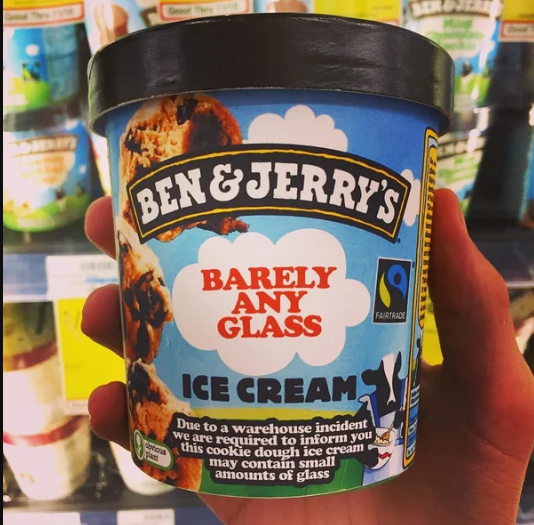 BEN & JERRY'S
BARELY
ANY
GLASS
FAIRTRADE
ICE CREAM
Due to a warehouse incident
we are required to inform you
this cookie dough ice cream
may contain small
amounts of glass